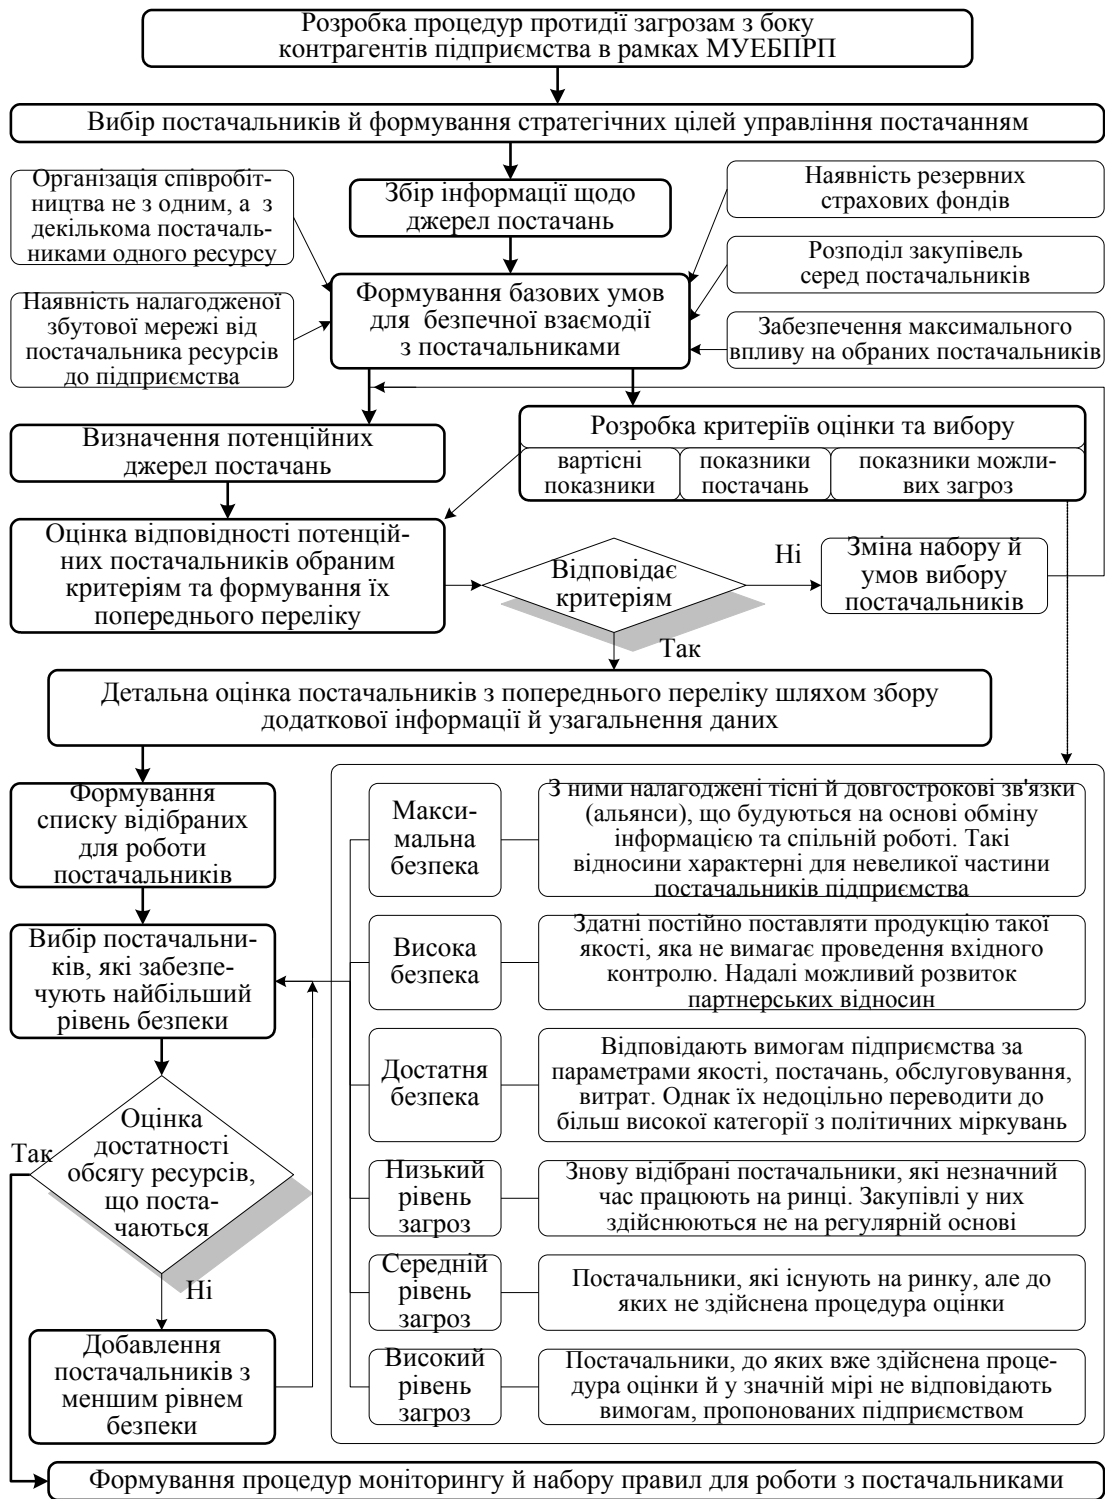 Розробка процедур протидії загрозам з боку
контрагентів підприємства в рамках МУЕБПРП
Вибір постачальників й формування стратегічних цілей управління постачанням
Організація співробіт-
ництва не з одним, а з
декількома постачаль-
никами одного ресурсу
Збір інформації щодо
джерел постачань
Наявність резервних
страхових фондів
Розподіл закупівель
серед постачальників
Наявність налагодженої
збутової мережі від
постачальника ресурсів
до підприємства
Формування базових умов
для безпечної взаємодії
з постачальниками
Забезпечення максимального
впливу на обраних постачальників
Визначення потенційних
джерел постачань
Розробка критеріїв оцінки та вибору
вартісні
показники
показники
постачань
показники можли-
вих загроз
Оцінка відповідності потенцій-
них постачальників обраним
критеріям та формування їх
попереднього переліку
Відповідає
критеріям
Ні
Зміна набору й
умов вибору
постачальників
Так
Детальна оцінка постачальників з попереднього переліку шляхом збору
додаткової інформації й узагальнення даних
Формування
списку відібраних
для роботи
постачальників
Макси-
мальна
безпека
З ними налагоджені тісні й довгострокові зв'язки
(альянси), що будуються на основі обміну
інформацією та спільній роботі. Такі
відносини характерні для невеликої частини
постачальників підприємства
Вибір постачальни-
ків, які забезпе-
чують найбільший
рівень безпеки
Висока
безпека
Здатні постійно поставляти продукцію такої
якості, яка не вимагає проведення вхідного
контролю. Надалі можливий розвиток
партнерських відносин
Достатня
безпека
Відповідають вимогам підприємства за
параметрами якості, постачань, обслуговування,
витрат. Однак їх недоцільно переводити до
більш високої категорії з політичних міркувань
Так
Оцінка
достатності
обсягу ресурсів,
що поста-
чаються
Низький
рівень
загроз
Знову відібрані постачальники, які незначний
час працюють на ринці. Закупівлі у них
здійснюються не на регулярній основі
Ні
Середній
рівень
загроз
Постачальники, які існують на ринку, але до
яких не здійснена процедура оцінки
Добавлення
постачальників з
меншим рівнем
безпеки
Високий
рівень
загроз
Постачальники, до яких вже здійснена проце-
дура оцінки й у значній мірі не відповідають
вимогам, пропонованих підприємством
Формування процедур моніторингу й набору правил для роботи з постачальниками